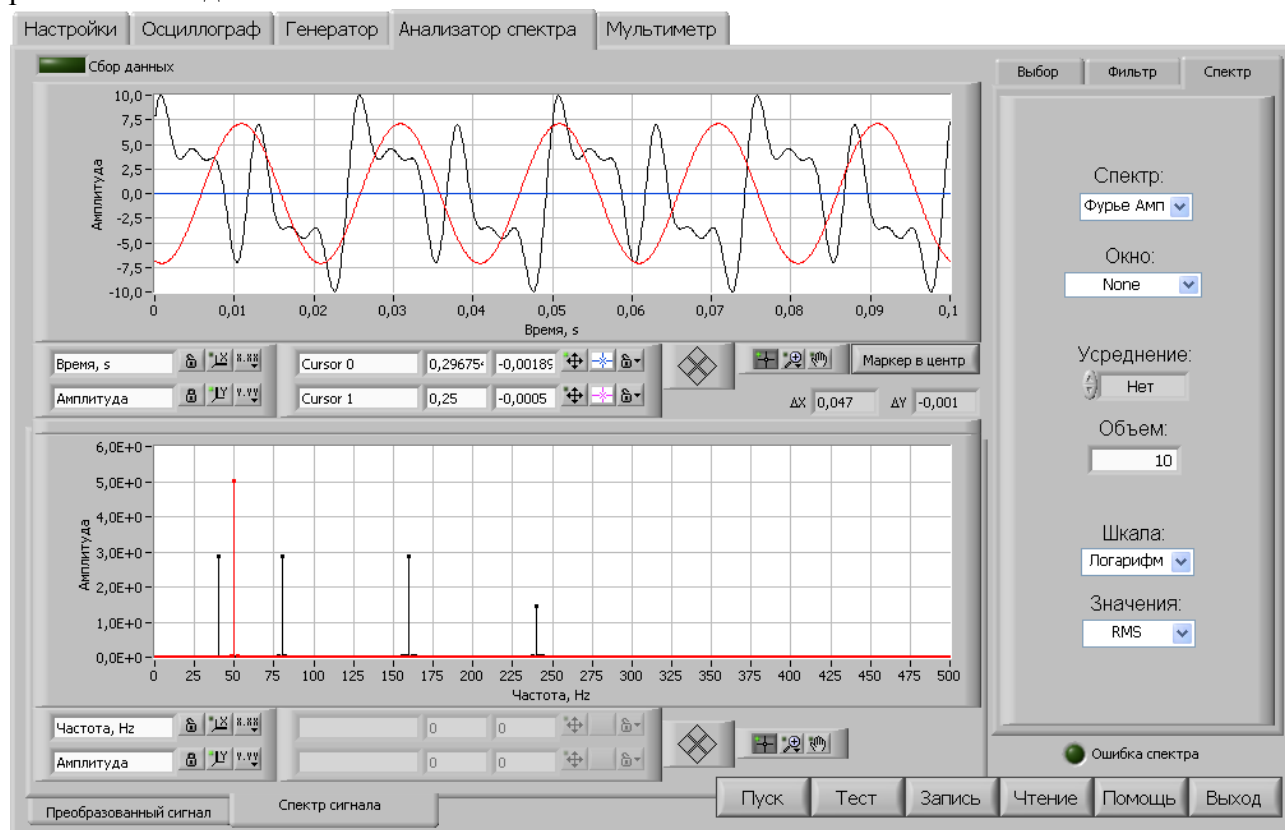 Настройки Осциллограф Генератор Анализатор спектра Мультиметр
Сбор данных
Выбор Фильтр Спектр
10,0
7,5
5,0
2,5
0,0
-2,5
-5,0
-7,5
-10,0
Амплитуда
0 0,01 0,02 0,03 0,04 0,05 0,06 0,07 0,08 0,09 0,1
Время, s
Спектр:
Фурье Амп
Окно:
None
Усреднение:
Нет
Объем:
10
Шкала:
Логарифм
Значения:
RMS
Время, s X X.XX Cursor 0 0,29675 -0,00189 Маркер в центр
Амплитуда Y Y.YY Cursor 1 0,25 -0,0005 ΔX 0,047 ΔY -0,001
6,0E+0
5,0E+0
4,0E+0
3,0E+0
2,0E+0
1,0E+0
0,0E+0
Амплитуда
0 25 50 75 100 125 150 175 200 225 250 275 300 325 350 375 400 425 450 475 500
Частота, Hz
Частота, Hz X X.XX 0 0
Амплитуда Y Y.YY 0 0
Ошибка спектра
Преобразованный сигнал Спектр сигнала
Пуск Тест Запись Чтение Помощь Выход